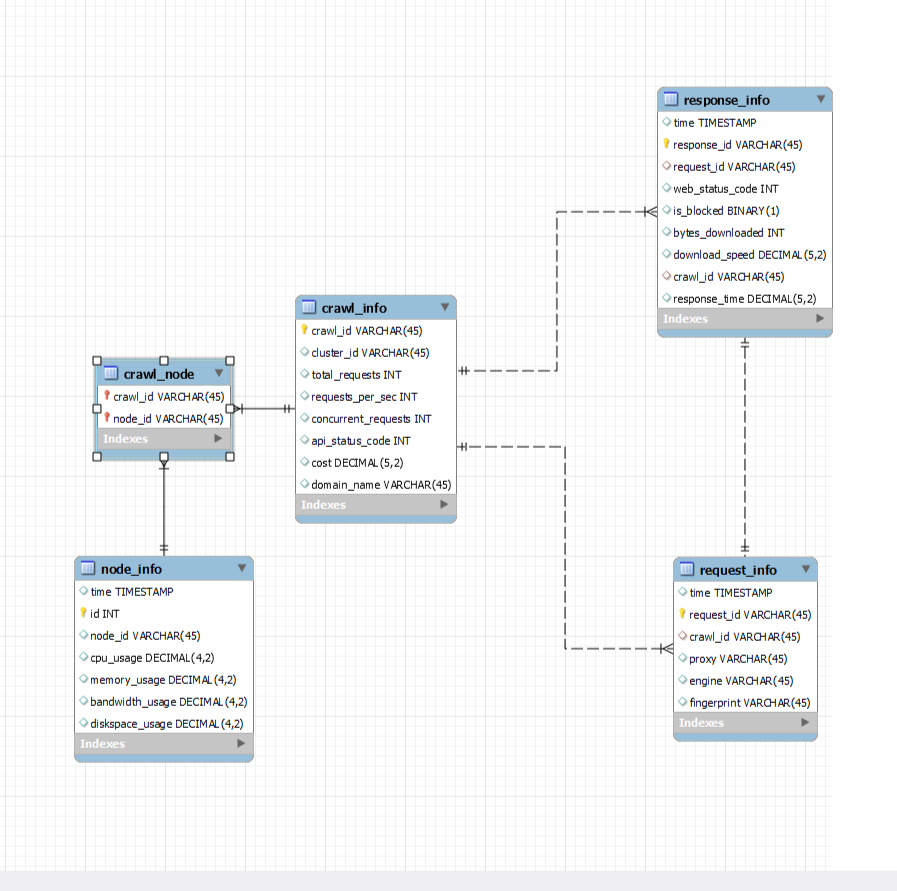 response_info
time TIMESTAMP
response_id VARCHAR(45)
request_id VARCHAR(45)
web_status_code INT
is_blocked BINARY(1)
bytes_downloaded INT
download_speed DECIMAL(5,2)
crawl_id VARCHAR(45)
response_time DECIMAL(5,2)
Indexes
crawl_info
crawl_id VARCHAR(45)
cluster_id VARCHAR(45)
total_requests INT
requests_per_sec INT
concurrent_requests INT
api_status_code INT
cost DECIMAL(5,2)
domain_name VARCHAR(45)
Indexes
crawl_node
crawl_id VARCHAR(45)
node_id VARCHAR(45)
Indexes
node_info
time TIMESTAMP
id INT
node_id VARCHAR(45)
cpu_usage DECIMAL(4,2)
memory_usage DECIMAL(4,2)
bandwidth_usage DECIMAL(4,2)
diskspace_usage DECIMAL(4,2)
Indexes
request_info
time TIMESTAMP
request_id VARCHAR(45)
crawl_id VARCHAR(45)
proxy VARCHAR(45)
engine VARCHAR(45)
fingerprint VARCHAR(45)
Indexes